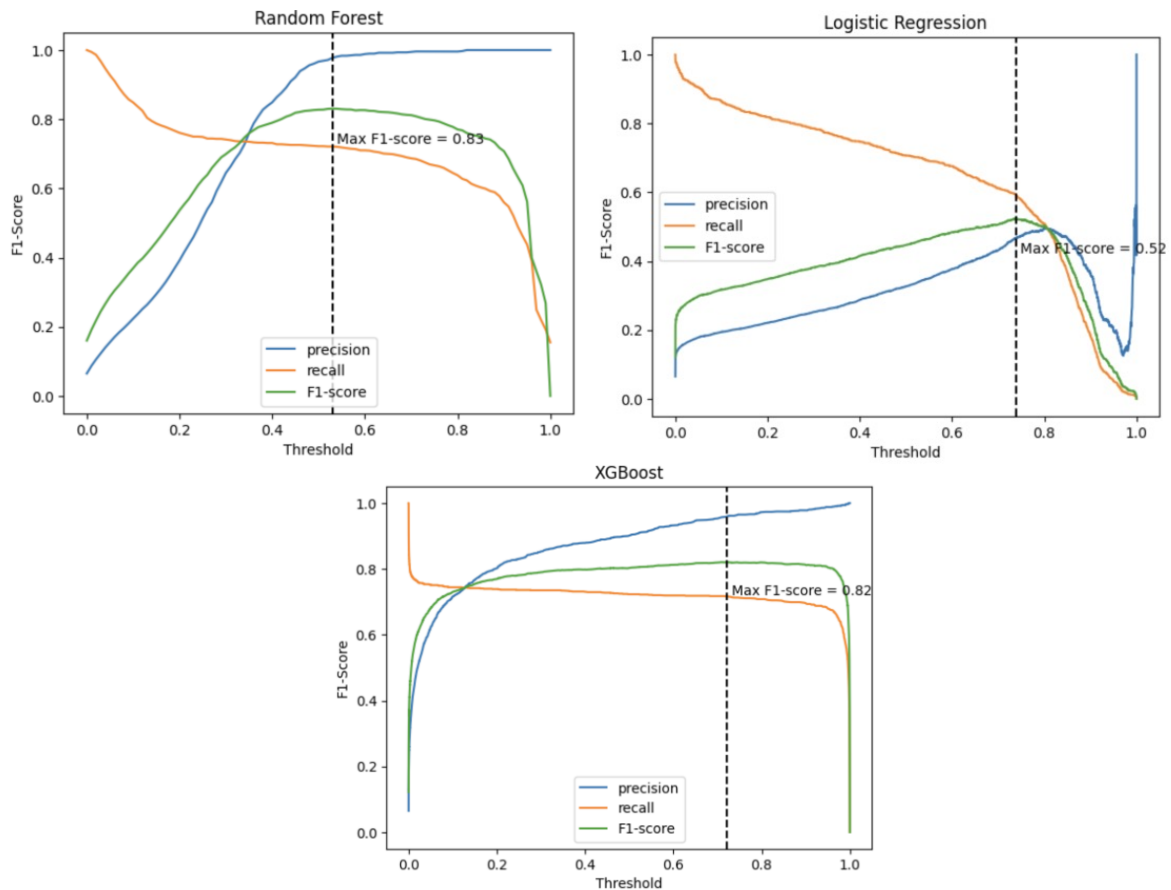 Random Forest
1.0
0.8
0.6
0.4
0.2
0.0
F1-Score
Max F1-score = 0.83
precision
recall
F1-score
0.0 0.2 0.4 0.6 0.8 1.0
Threshold
Logistic Regression
1.0
0.8
0.6
0.4
0.2
0.0
F1-Score
precision
recall
F1-score
Max F1-score = 0.52
0.0 0.2 0.4 0.6 0.8 1.0
Threshold
XGBoost
1.0
0.8
0.6
0.4
0.2
0.0
F1-Score
Max F1-score = 0.82
precision
recall
F1-score
0.0 0.2 0.4 0.6 0.8 1.0
Threshold